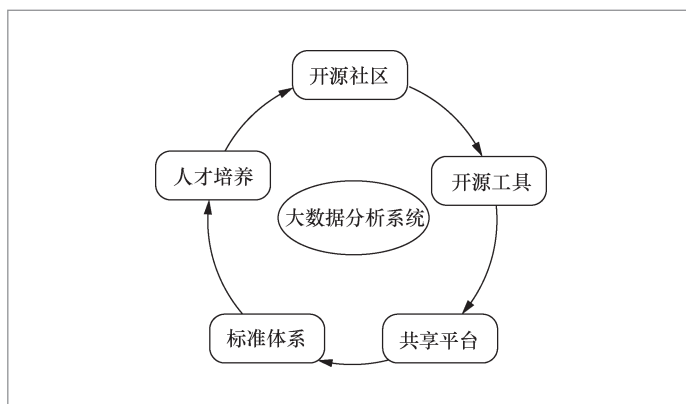 开源社区
人才培养
开源工具
大数据分析系统
标准体系
共享平台